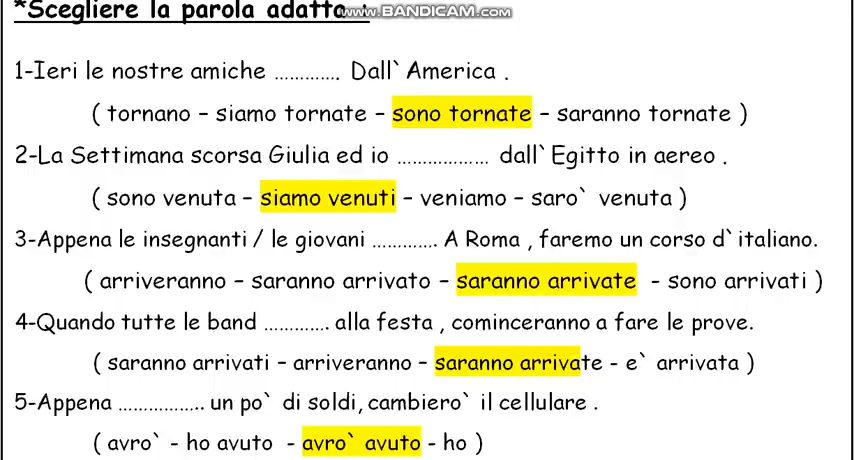 *Scegliere la parola adatta :
www.BANDICAM.com
1-Ieri le nostre amiche ………….. Dall` America .
( tornano – siamo tornate – sono tornate – saranno tornate )
2-La Settimana scorsa Giulia ed io ……………… dall` Egitto in aereo .
( sono venuta – siamo venuti – veniamo – saro` venuta )
3-Appena le insegnanti / le giovani …………. A Roma , faremo un corso d` italiano.
( arriveranno – saranno arrivato – saranno arrivate - sono arrivati )
4-Quando tutte le band …………. alla festa , cominceranno a fare le prove.
( saranno arrivati – arriveranno – saranno arrivate - e` arrivata )
5-Appena …………….. un po` di soldi, cambiero` il cellulare .
( avro` - ho avuto - avro` avuto - ho )